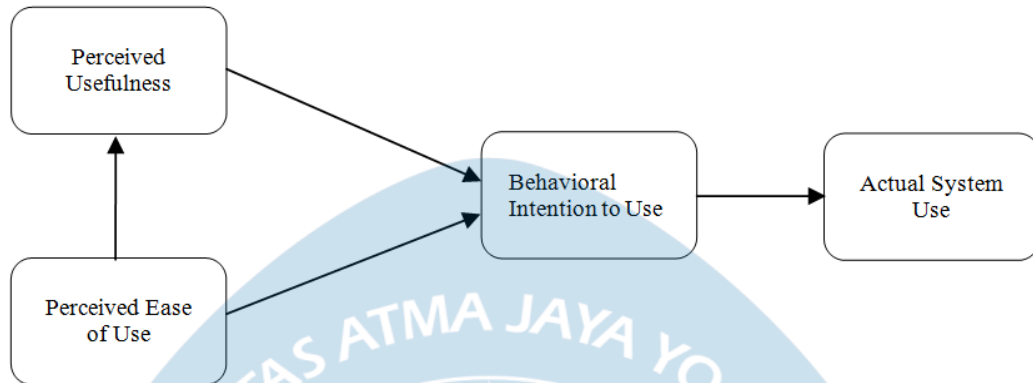 Perceived
Usefulness
Behavioral
Intention to Use
Actual System
Use
Perceived Ease
of Use
TAS ATMA JAYA YO